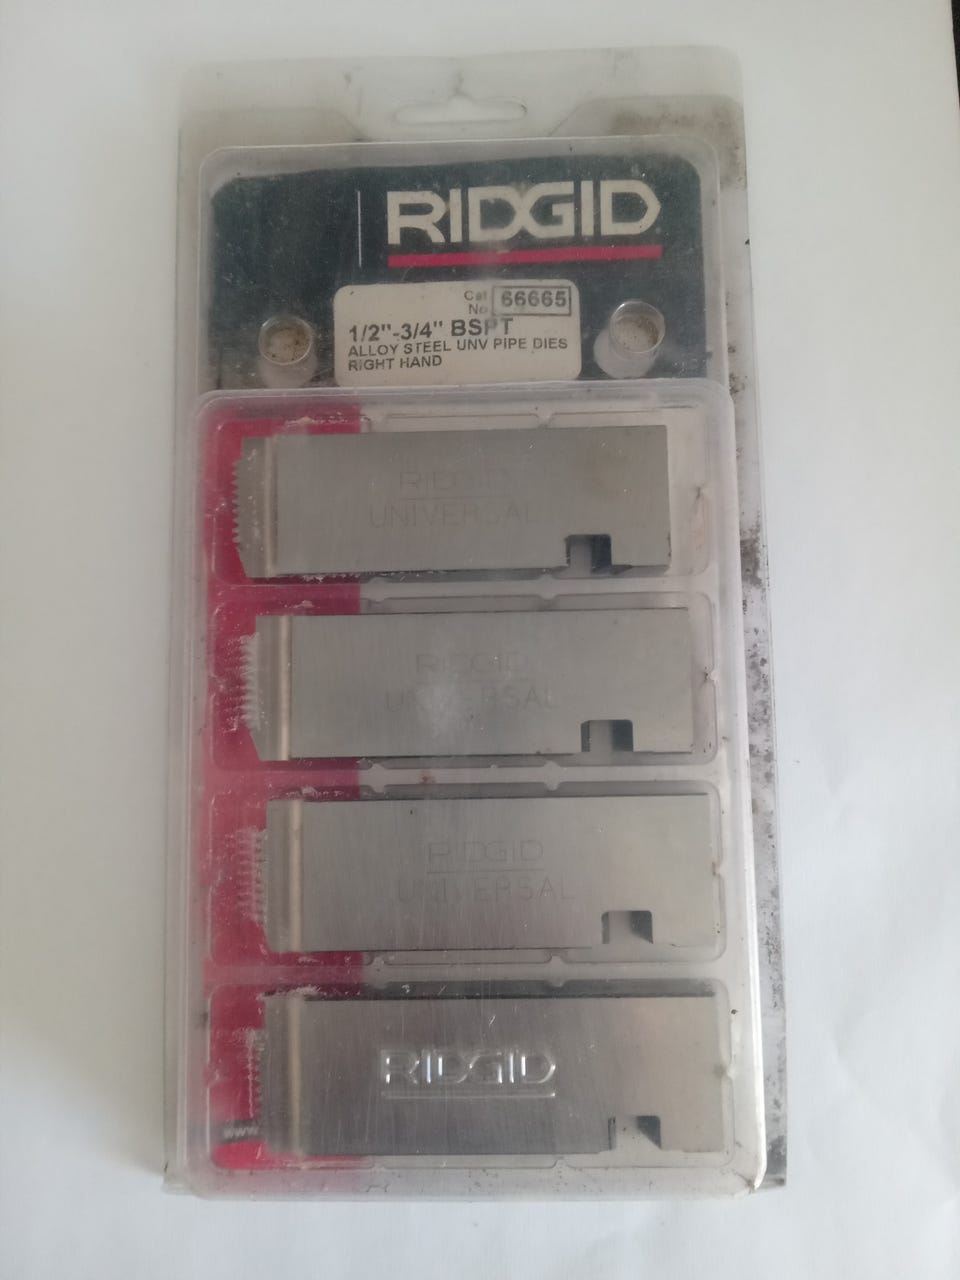 RIDGID
Cat
No 66665
1/2"-3/4" BSPT
ALLOY STEEL UNV PIPE DIES
RIGHT HAND
RIDGID
UNIVERSAL
RIDGID
UNIVERSAL
RIDGID
UNIVERSAL
RIDGID
www.